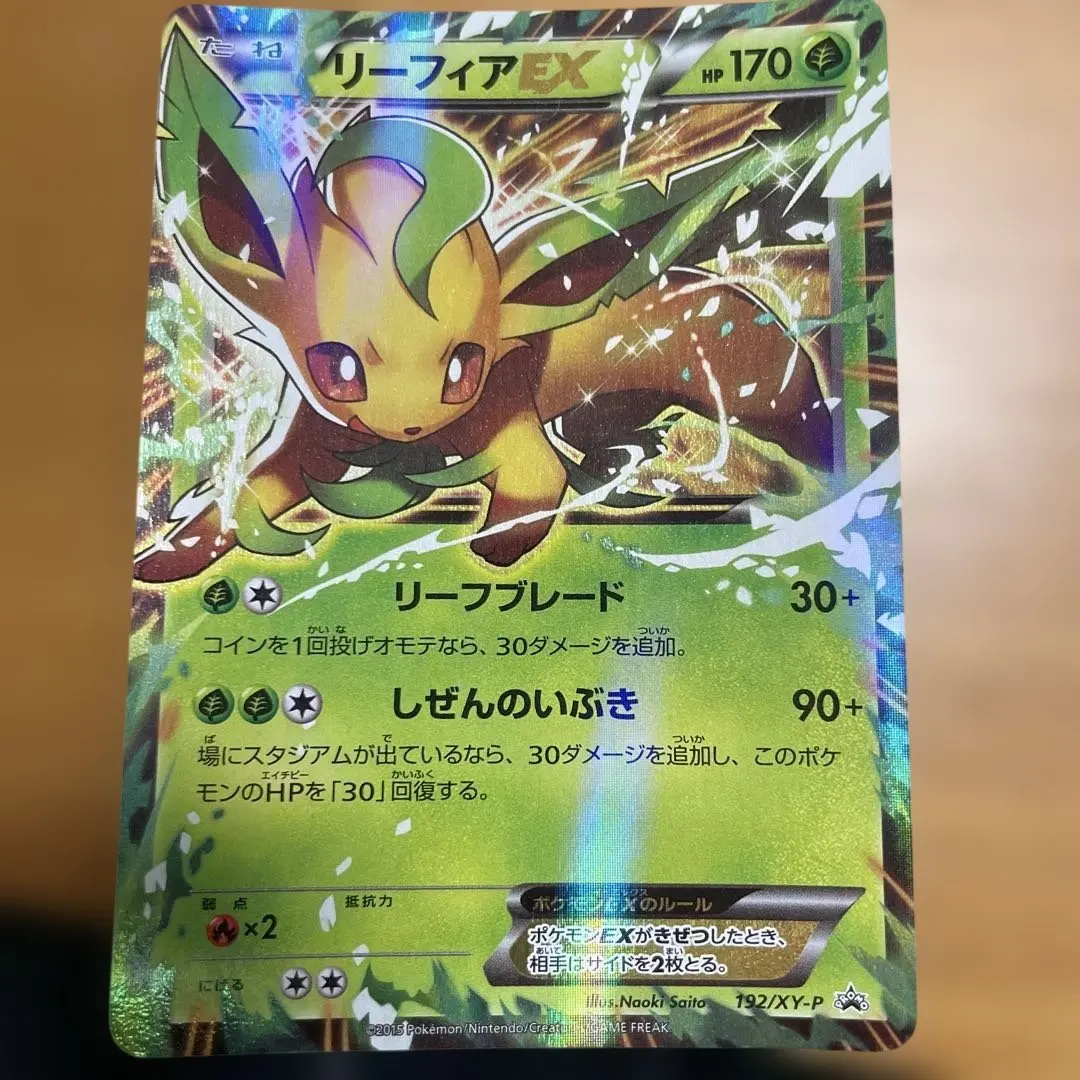 たね リーフィアEX HP 170
リーフブレード 30+
コインを1回投げオモテなら、30ダメージを追加。
しぜんのいぶき 90+
場にスタジアムが出ているなら、30ダメージを追加し、このポケ
モンのHPを「30」回復する。
弱点 抵抗力
×2
にげる
ポケモンEXのルール
ポケモンEXがきぜつしたとき、
相手はサイドを2枚とる。
illus.Naoki Saito 192/XY-P
©2015 Pokémon/Nintendo/Creatures/GAME FREAK